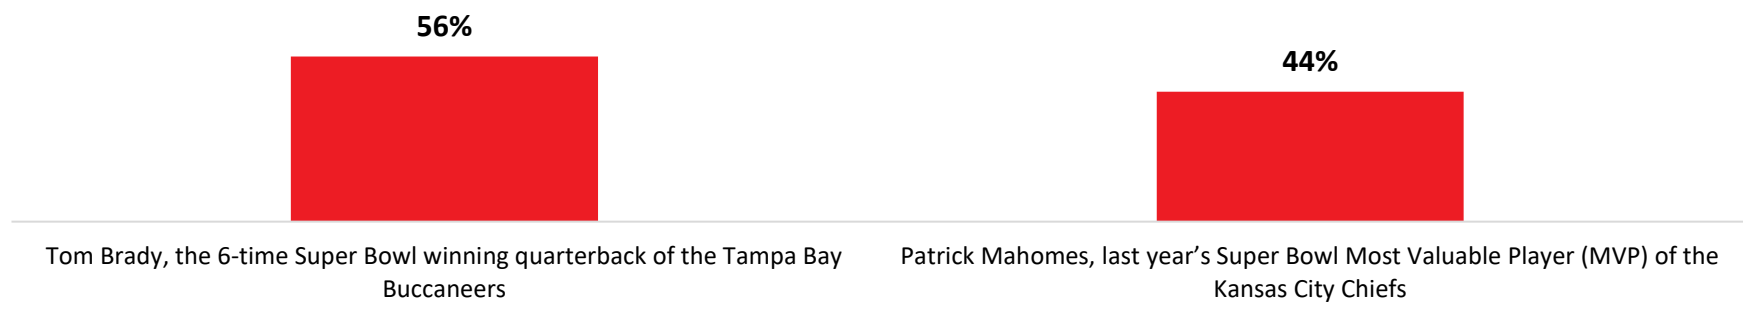 56%
44%
Tom Brady, the 6-time Super Bowl winning quarterback of the Tampa Bay
Buccaneers
Patrick Mahomes, last year’s Super Bowl Most Valuable Player (MVP) of the
Kansas City Chiefs